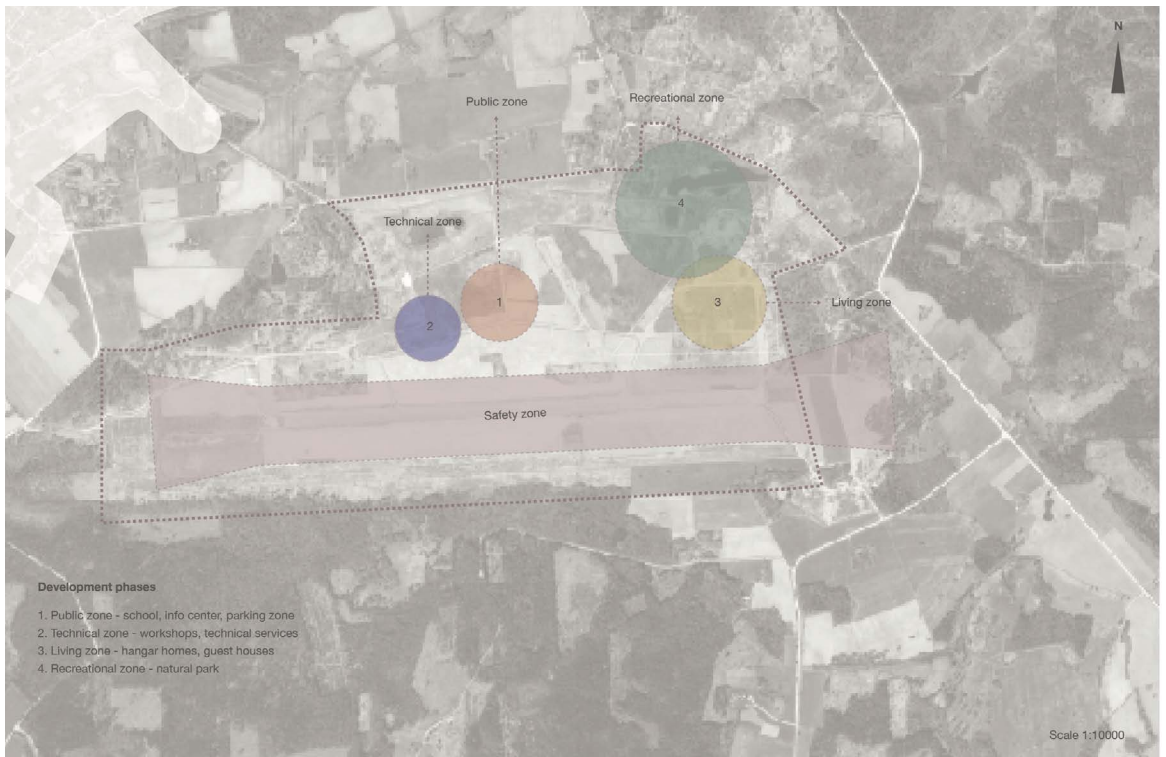 N
Public zone
Recreational zone
4
Technical zone
1
3
Living zone
2
Safety zone
Development phases
1. Public zone - school, info center, parking zone
2. Technical zone - workshops, technical services
3. Living zone - hangar homes, guest houses
4. Recreational zone - natural park
Scale 1:10000